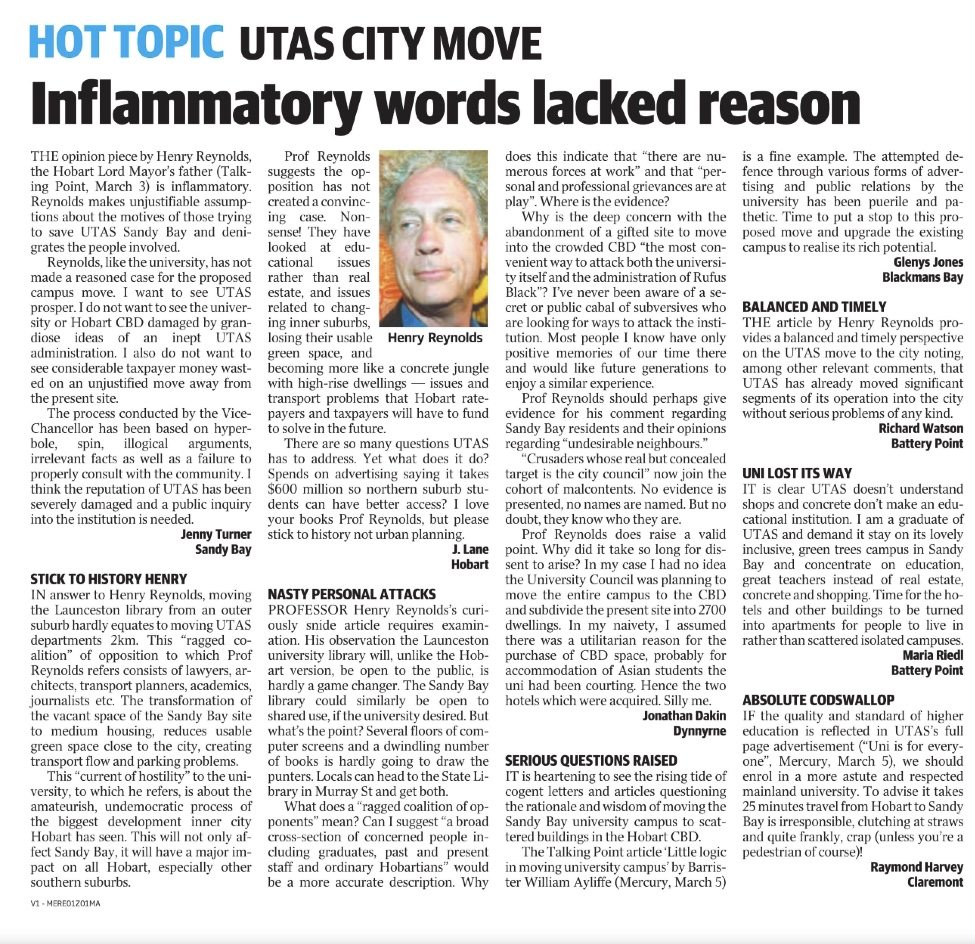 HOT TOPIC UTAS CITY MOVE
Inflammatory words lacked reason
THE opinion piece by Henry Reynolds,
the Hobart Lord Mayor's father (Talk-
ing Point, March 3) is inflammatory.
Reynolds makes unjustifiable assump-
tions about the motives of those trying
to save UTAS Sandy Bay and deni-
grates the people involved.
Reynolds, like the university, has not
made a reasoned case for the proposed
campus move. I want to see UTAS
prosper. I do not want to see the univer-
sity or Hobart CBD damaged by gran-
diose ideas of an inept UTAS
administration. I also do not want to
see considerable taxpayer money wast-
ed on an unjustified move away from
the present site.
The process conducted by the Vice-
Chancellor has been based on hyper-
bole, spin, illogical arguments,
irrelevant facts as well as a failure to
properly consult with the community. I
think the reputation of UTAS has been
severely damaged and a public inquiry
into the institution is needed.
Jenny Turner
Sandy Bay
STICK TO HISTORY HENRY
IN answer to Henry Reynolds, moving
the Launceston library from an outer
suburb hardly equates to moving UTAS
departments 2km. This “ragged co-
alition” of opposition to which Prof
Reynolds refers consists of lawyers, ar-
chitects, transport planners, academics,
journalists etc. The transformation of
the vacant space of the Sandy Bay site
to medium housing, reduces usable
green space close to the city, creating
transport flow and parking problems.
This “current of hostility” to the uni-
versity, to which he refers, is about the
amateurish, undemocratic process of
the biggest development inner city
Hobart has seen. This will not only af-
fect Sandy Bay, it will have a major im-
pact on all Hobart, especially other
southern suburbs.
Prof Reynolds
suggests the op-
position has not
created a convinc-
ing case. Non-
sense! They have
looked at edu-
cational issues
rather than real
estate, and issues
related to chang-
ing inner suburbs,
losing their usable
green space, and
becoming more like a concrete jungle
with high-rise dwellings — issues and
transport problems that Hobart rate-
payers and taxpayers will have to fund
to solve in the future.
There are so many questions UTAS
has to address. Yet what does it do?
Spends on advertising saying it takes
$600 million so northern suburb stu-
dents can have better access? I love
your books Prof Reynolds, but please
stick to history not urban planning.
J. Lane
Hobart
Henry Reynolds
NASTY PERSONAL ATTACKS
PROFESSOR Henry Reynolds's curi-
ously snide article requires examin-
ation. His observation the Launceston
university library will, unlike the Hob-
art version, be open to the public, is
hardly a game changer. The Sandy Bay
library could similarly be open to
shared use, if the university desired. But
what's the point? Several floors of com-
puter screens and a dwindling number
of books is hardly going to draw the
punters. Locals can head to the State Li-
brary in Murray St and get both.
What does a “ragged coalition of op-
ponents” mean? Can I suggest “a broad
cross-section of concerned people in-
cluding graduates, past and present
staff and ordinary Hobartians” would
be a more accurate description. Why
does this indicate that “there are nu-
merous forces at work” and that “per-
sonal and professional grievances are at
play”. Where is the evidence?
Why is the deep concern with the
abandonment of a gifted site to move
into the crowded CBD “the most con-
venient way to attack both the universi-
ty itself and the administration of Rufus
Black”? I've never been aware of a se-
cret or public cabal of subversives who
are looking for ways to attack the insti-
tution. Most people I know have only
positive memories of our time there
and would like future generations to
enjoy a similar experience.
Prof Reynolds should perhaps give
evidence for his comment regarding
Sandy Bay residents and their opinions
regarding “undesirable neighbours.”
“Crusaders whose real but concealed
target is the city council” now join the
cohort of malcontents. No evidence is
presented, no names are named. But no
doubt, they know who they are.
Prof Reynolds does raise a valid
point. Why did it take so long for dis-
sent to arise? In my case I had no idea
the University Council was planning to
move the entire campus to the CBD
and subdivide the present site into 2700
dwellings. In my naivety, I assumed
there was a utilitarian reason for the
purchase of CBD space, probably for
accommodation of Asian students the
uni had been courting. Hence the two
hotels which were acquired. Silly me.
Jonathan Dakin
Dynnyrne
SERIOUS QUESTIONS RAISED
IT is heartening to see the rising tide of
cogent letters and articles questioning
the rationale and wisdom of moving the
Sandy Bay university campus to scat-
tered buildings in the Hobart CBD.
The Talking Point article ‘Little logic
in moving university campus’ by Barris-
ter William Ayliffe (Mercury, March 5)
is a fine example. The attempted de-
fence through various forms of adver-
tising and public relations by the
university has been puerile and pa-
thetic. Time to put a stop to this pro-
posed move and upgrade the existing
campus to realise its rich potential.
Glenys Jones
Blackmans Bay
BALANCED AND TIMELY
THE article by Henry Reynolds pro-
vides a balanced and timely perspective
on the UTAS move to the city noting,
among other relevant comments, that
UTAS has already moved significant
segments of its operation into the city
without serious problems of any kind.
Richard Watson
Battery Point
UNI LOST ITS WAY
IT is clear UTAS doesn't understand
shops and concrete don't make an edu-
cational institution. I am a graduate of
UTAS and demand it stay on its lovely
inclusive, green trees campus in Sandy
Bay and concentrate on education,
great teachers instead of real estate,
concrete and shopping. Time for the ho-
tels and other buildings to be turned
into apartments for people to live in
rather than scattered isolated campuses.
Maria Riedl
Battery Point
ABSOLUTE CODSWALLOP
IF the quality and standard of higher
education is reflected in UTAS's full
page advertisement (“Uni is for every-
one”, Mercury, March 5), we should
enrol in a more astute and respected
mainland university. To advise it takes
25 minutes travel from Hobart to Sandy
Bay is irresponsible, clutching at straws
and quite frankly, crap (unless you're a
pedestrian of course)!
Raymond Harvey
Claremont
V1 - MERE01Z01MA